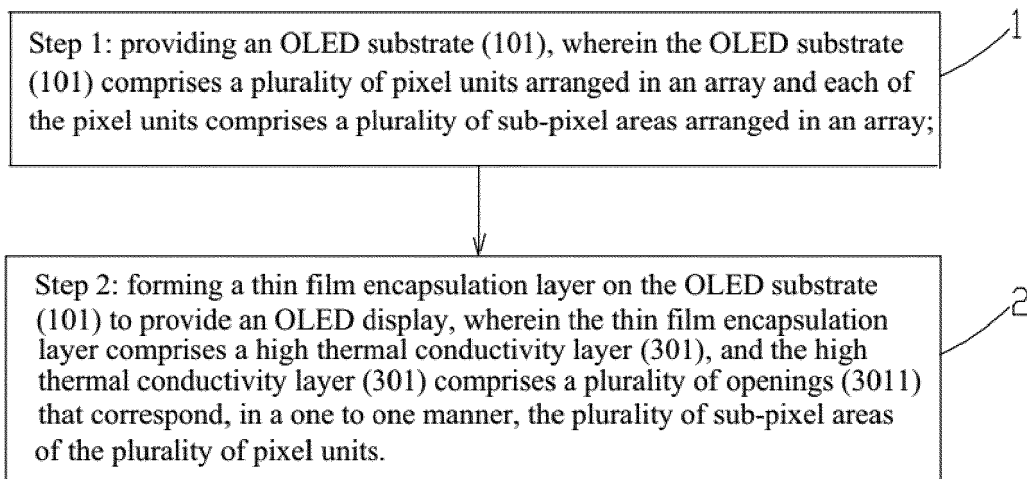 Step 1: providing an OLED substrate (101), wherein the OLED substrate
(101) comprises a plurality of pixel units arranged in an array and each of
the pixel units comprises a plurality of sub-pixel areas arranged in an array;
1
Step 2: forming a thin film encapsulation layer on the OLED substrate
(101) to provide an OLED display, wherein the thin film encapsulation
layer comprises a high thermal conductivity layer (301), and the high
thermal conductivity layer (301) comprises a plurality of openings (3011)
that correspond, in a one to one manner, the plurality of sub-pixel areas
of the plurality of pixel units.
2